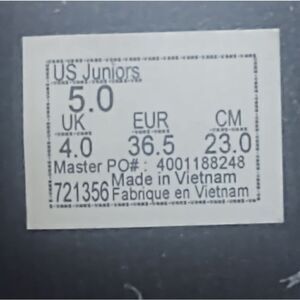 US Juniors
5.0
UK EUR CM
4.0 36.5 23.0
Master PO# : 4001188248
721356 Made in Vietnam
Fabrique en Vietnam